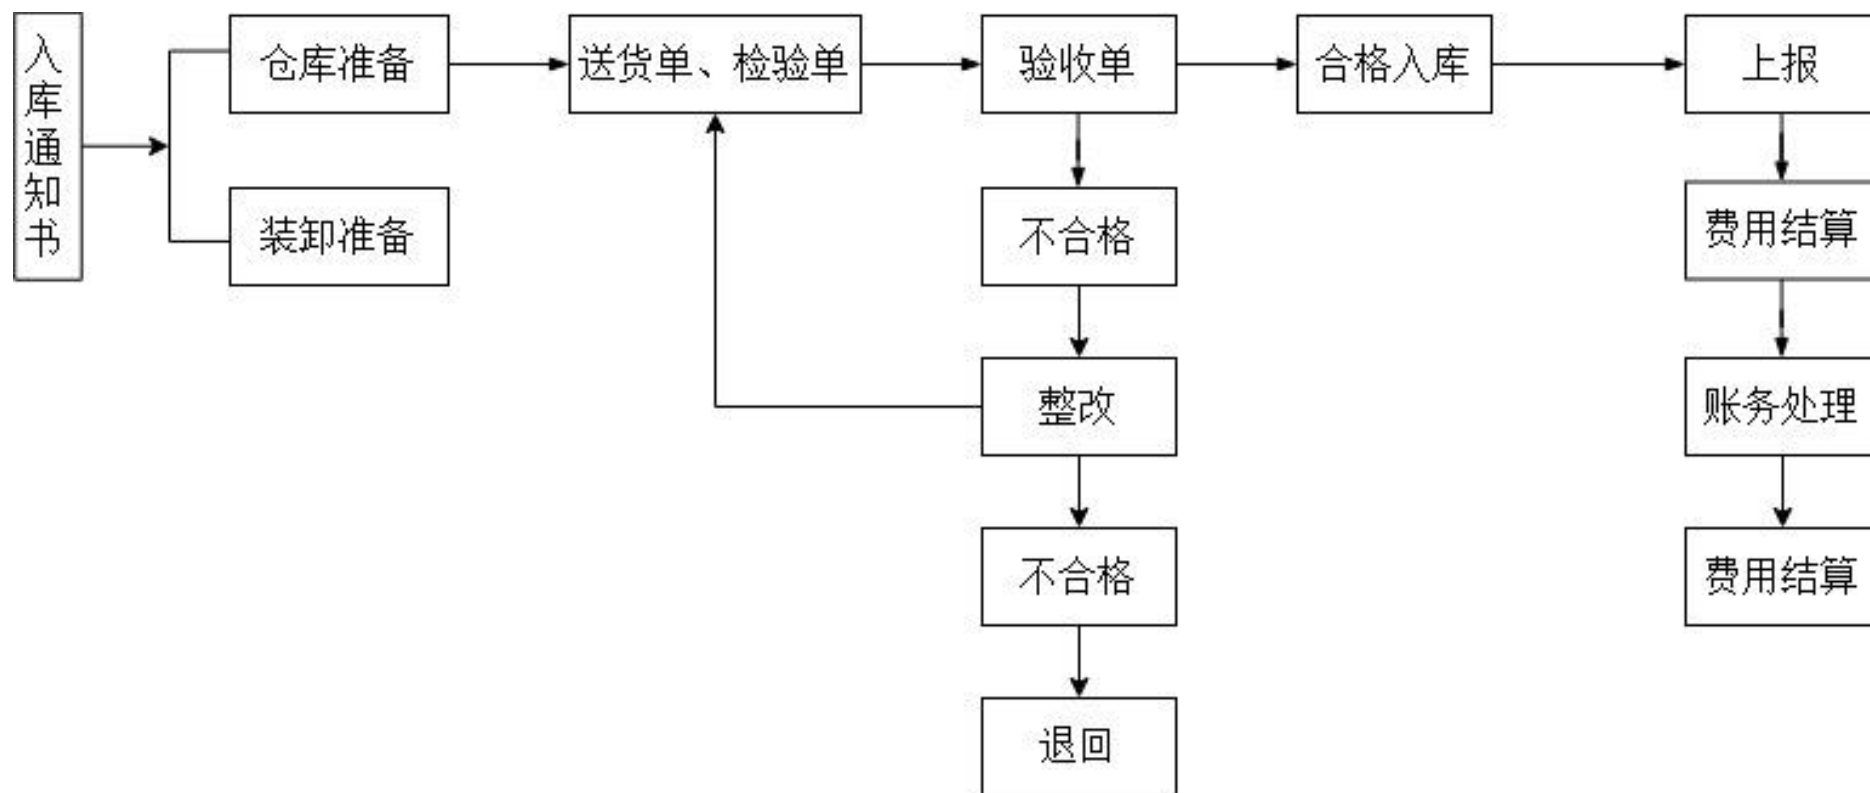 入库通知书
仓库准备
送货单、检验单
验收单
合格入库
上报
装卸准备
不合格
费用结算
整改
账务处理
不合格
费用结算
退回